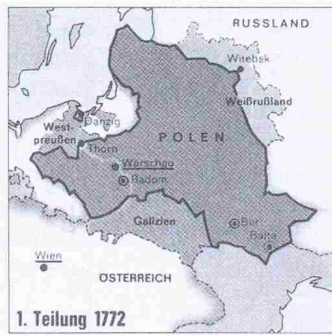 RUSSLAND
Witebsk
Weißrußland
Danzig
West-
preußen
POLEN
Thorn
Warschau
Radom
Galizien
Bar
Balta
Wien
ÖSTERREICH
1. Teilung 1772